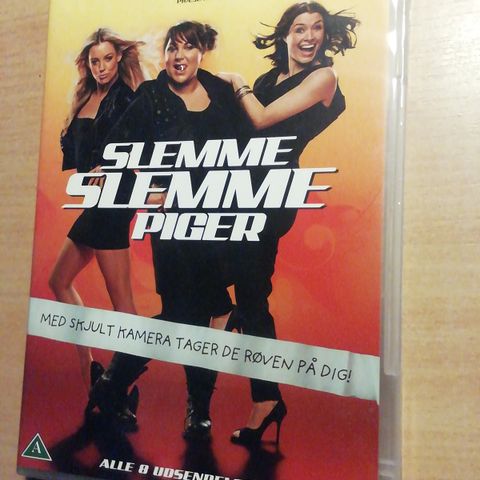 SLEMME
SLEMME
PIGER
MED SKJULT KAMERA TAGER DE RØVEN PÅ DIG!
A
ALLE 8